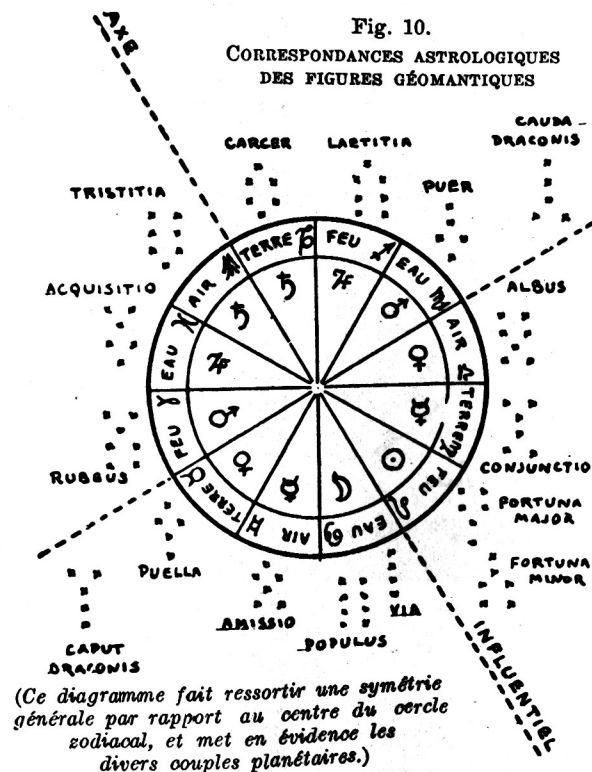 Fig. 10.
CORRESPONDANCES ASTROLOGIQUES
DES FIGURES GÉOMANTIQUES
AXE
CAUDA
DRACONIS
CARCER
LAETITIA
PUER
TRISTITIA
ACQUISITIO
ALBUS
RUBEUS
CONJUNCTIO
FORTUNA
MAJOR
FORTUNA
MINOR
PUELLA
AMISSIO
VIA
POPULUS
CAPUT
DRACONIS
INFLUENTIEL
TERRE ♑
FEU ♐
EAU ♏
AIR ♎
TERRE ♍
FEU ♌
EAU ♋
AIR ♊
TERRE ♉
FEU ♈
EAU ♓
AIR ♒
♄ ♄ ♃ ♂ ♀ ☿ ☉ ☽ ☿ ♀ ♂ ♃
(Ce diagramme fait ressortir une symétrie
générale par rapport au centre du cercle
zodiacal, et met en évidence les
divers couples planétaires.)